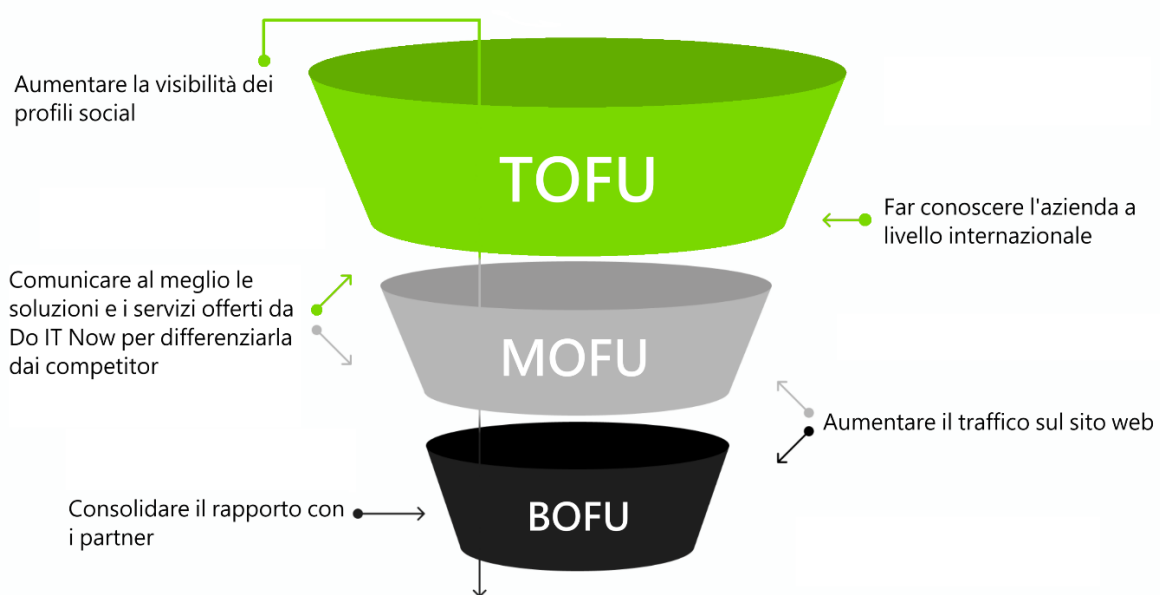 Aumentare la visibilità dei
profili social
TOFU
Far conoscere l'azienda a
livello internazionale
Comunicare al meglio le
soluzioni e i servizi offerti da
Do IT Now per differenziarla
dai competitor
MOFU
Aumentare il traffico sul sito web
Consolidare il rapporto con
i partner
BOFU